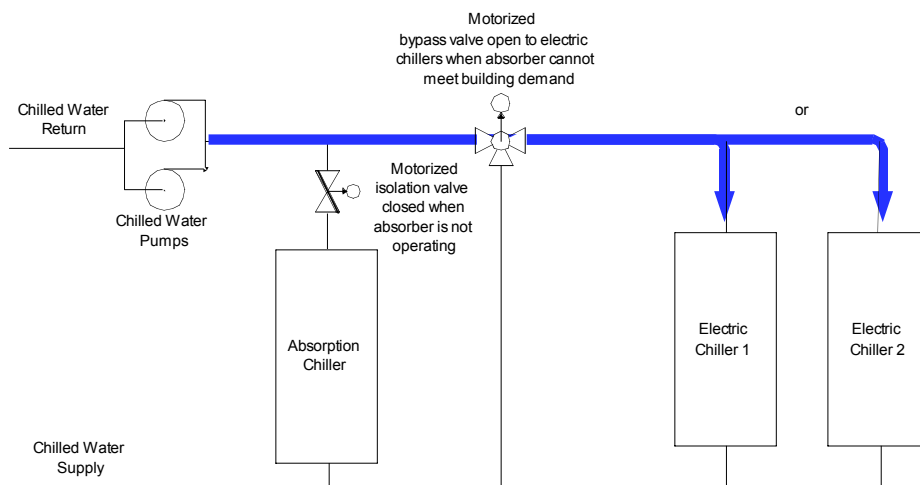 Motorized
bypass valve open to electric
chillers when absorber cannot
meet building demand
Chilled Water
Return
or
Motorized
isolation valve
closed when
absorber is not
operating
Chilled Water
Pumps
Absorption
Chiller
Electric
Chiller 1
Electric
Chiller 2
Chilled Water
Supply